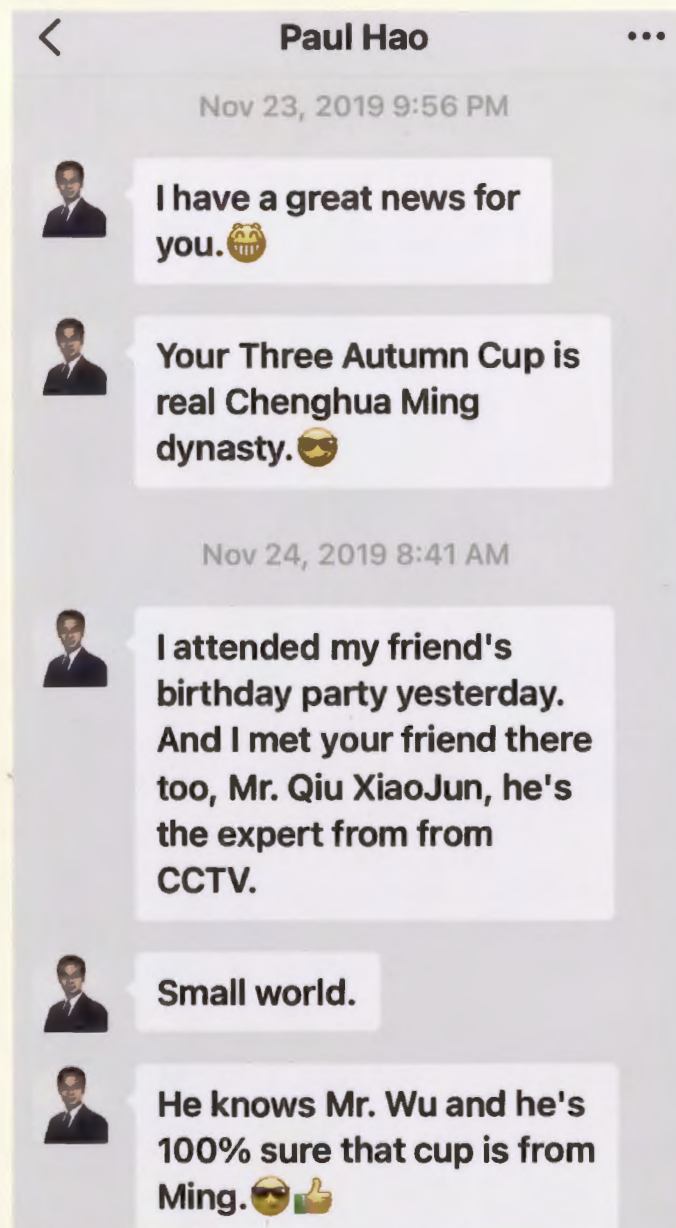 Paul Hao
Nov 23, 2019 9:56 PM
I have a great news for
you.😁
Your Three Autumn Cup is
real Chenghua Ming
dynasty.😎
Nov 24, 2019 8:41 AM
I attended my friend's
birthday party yesterday.
And I met your friend there
too, Mr. Qiu XiaoJun, he's
the expert from from
CCTV.
Small world.
He knows Mr. Wu and he's
100% sure that cup is from
Ming.😎👍